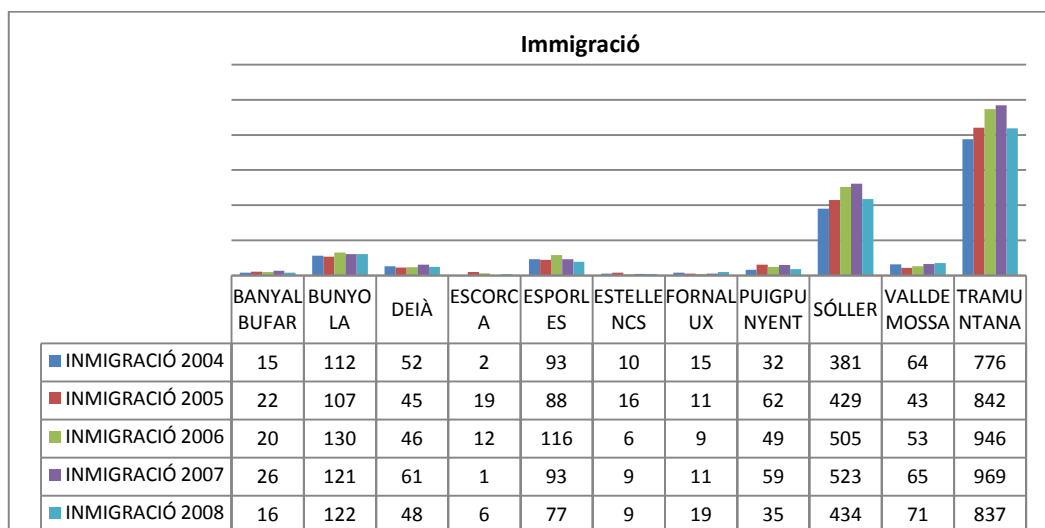 Immigració
BANYAL BUNYO DEIÀ ESCORC ESPORL ESTELLE FORNAL PUIGPU SÓLLER VALLDE TRAMU
BUFAR LA A ES NCS UX NYENT MOSSA NTANA
INMIGRACIÓ 2004 15 112 52 2 93 10 15 32 381 64 776
INMIGRACIÓ 2005 22 107 45 19 88 16 11 62 429 43 842
INMIGRACIÓ 2006 20 130 46 12 116 6 9 49 505 53 946
INMIGRACIÓ 2007 26 121 61 1 93 9 11 59 523 65 969
INMIGRACIÓ 2008 16 122 48 6 77 9 19 35 434 71 837